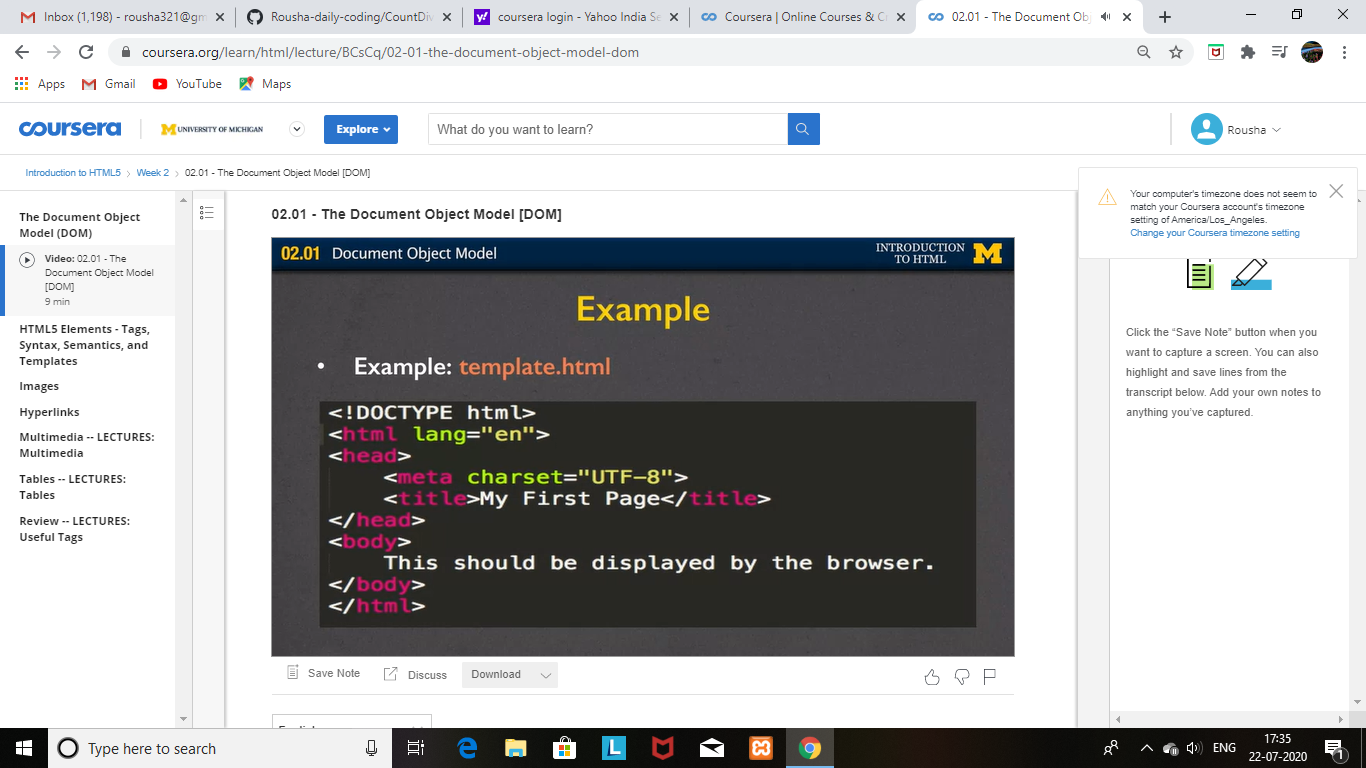 Inbox (1,198) - rousha321@gm
Rousha-daily-coding/CountDiv
coursera login - Yahoo India Se
Coursera | Online Courses & C
02.01 - The Document Obj
coursera.org/learn/html/lecture/BCsCq/02-01-the-document-object-model-dom
Apps
Gmail
YouTube
Maps
coursera
UNIVERSITY OF MICHIGAN
Explore
What do you want to learn?
Rousha
Introduction to HTML5 > Week 2 > 02.01 - The Document Object Model [DOM]
Your computer's timezone does not seem to
match your Coursera account's timezone
setting of America/Los_Angeles.
Change your Coursera timezone setting
The Document Object
Model (DOM)
Video: 02.01 - The
Document Object Model
[DOM]
9 min
HTML5 Elements - Tags,
Syntax, Semantics, and
Templates
Images
Hyperlinks
Multimedia -- LECTURES:
Multimedia
Tables -- LECTURES:
Tables
Review -- LECTURES:
Useful Tags
02.01 - The Document Object Model [DOM]
02.01 Document Object Model
INTRODUCTION
TO HTML
Example
• Example: template.html
<!DOCTYPE html>
<html lang="en">
<head>
<meta charset="UTF-8">
<title>My First Page</title>
</head>
<body>
This should be displayed by the browser.
</body>
</html>
Save Note
Discuss
Download
Click the “Save Note” button when you
want to capture a screen. You can also
highlight and save lines from the
transcript below. Add your own notes to
anything you’ve captured.
Type here to search
ENG
17:35
22-07-2020
1